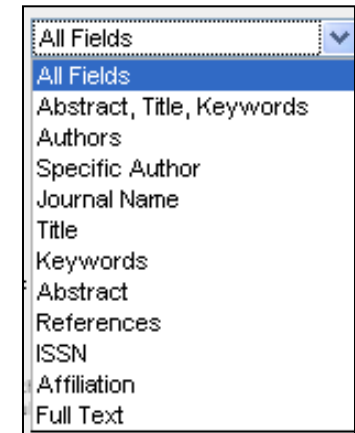 All Fields
All Fields
Abstract, Title, Keywords
Authors
Specific Author
Journal Name
Title
Keywords
Abstract
References
ISSN
Affiliation
Full Text